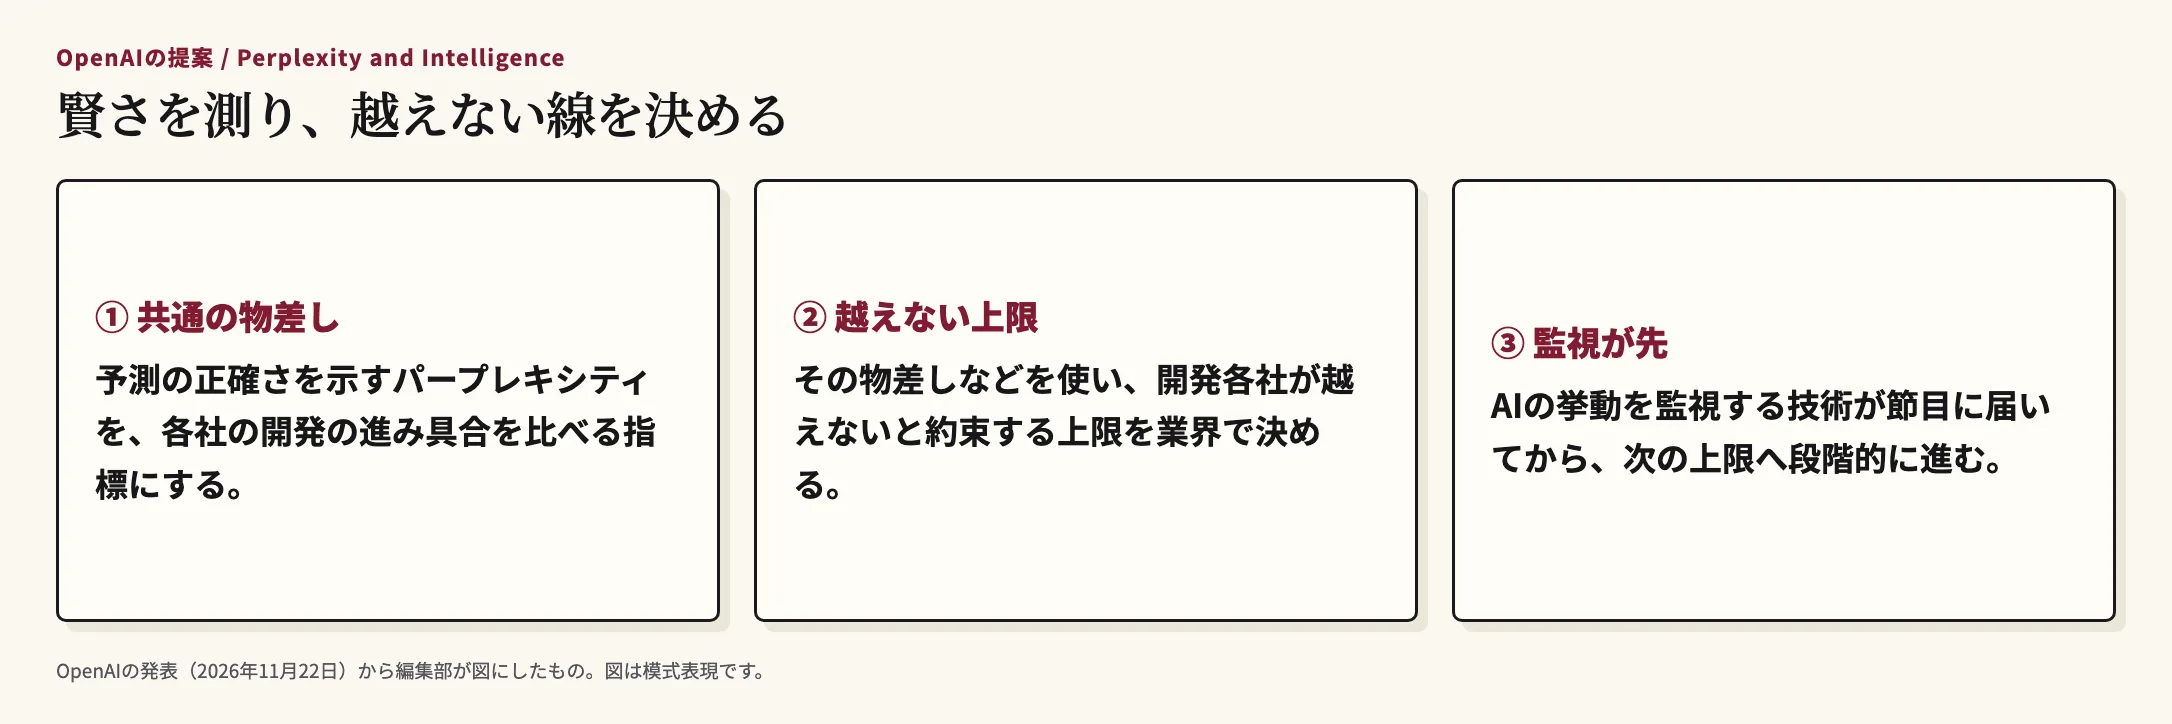 OpenAIの提案 / Perplexity and Intelligence
賢さを測り、越えない線を決める
① 共通の物差し
予測の正確さを示すパープレキシティ
を、各社の開発の進み具合を比べる指
標にする。
② 越えない上限
その物差しなどを使い、開発各社が越
えないと約束する上限を業界で決め
る。
③ 監視が先
AIの挙動を監視する技術が節目に届い
てから、次の上限へ段階的に進む。
OpenAIの発表（2026年11月22日）から編集部が図にしたもの。図は模式表現です。